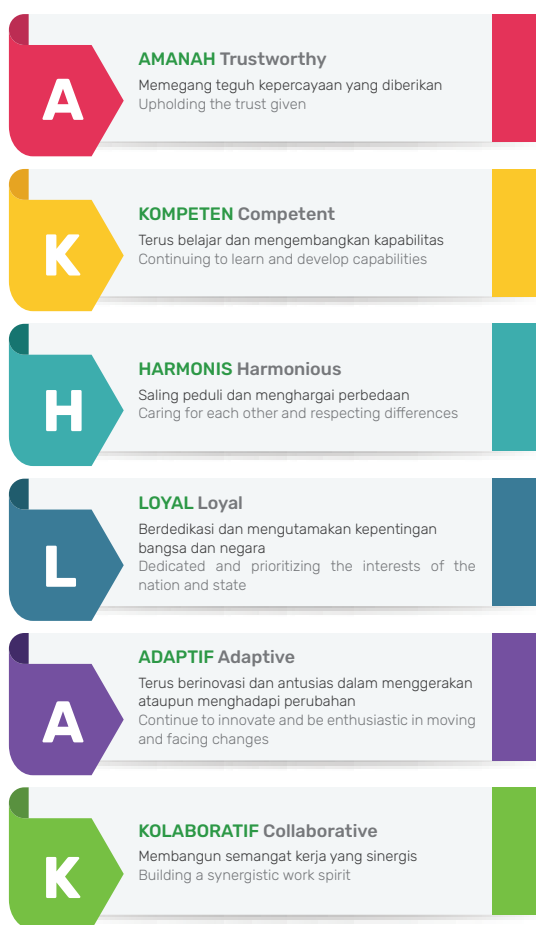 A
AMANAH Trustworthy
Memegang teguh kepercayaan yang diberikan
Upholding the trust given
K
KOMPETEN Competent
Terus belajar dan mengembangkan kapabilitas
Continuing to learn and develop capabilities
H
HARMONIS Harmonious
Saling peduli dan menghargai perbedaan
Caring for each other and respecting differences
L
LOYAL Loyal
Berdedikasi dan mengutamakan kepentingan
bangsa dan negara
Dedicated and prioritizing the interests of the
nation and state
A
ADAPTIF Adaptive
Terus berinovasi dan antusias dalam menggerakan
ataupun menghadapi perubahan
Continue to innovate and be enthusiastic in moving
and facing changes
K
KOLABORATIF Collaborative
Membangun semangat kerja yang sinergis
Building a synergistic work spirit